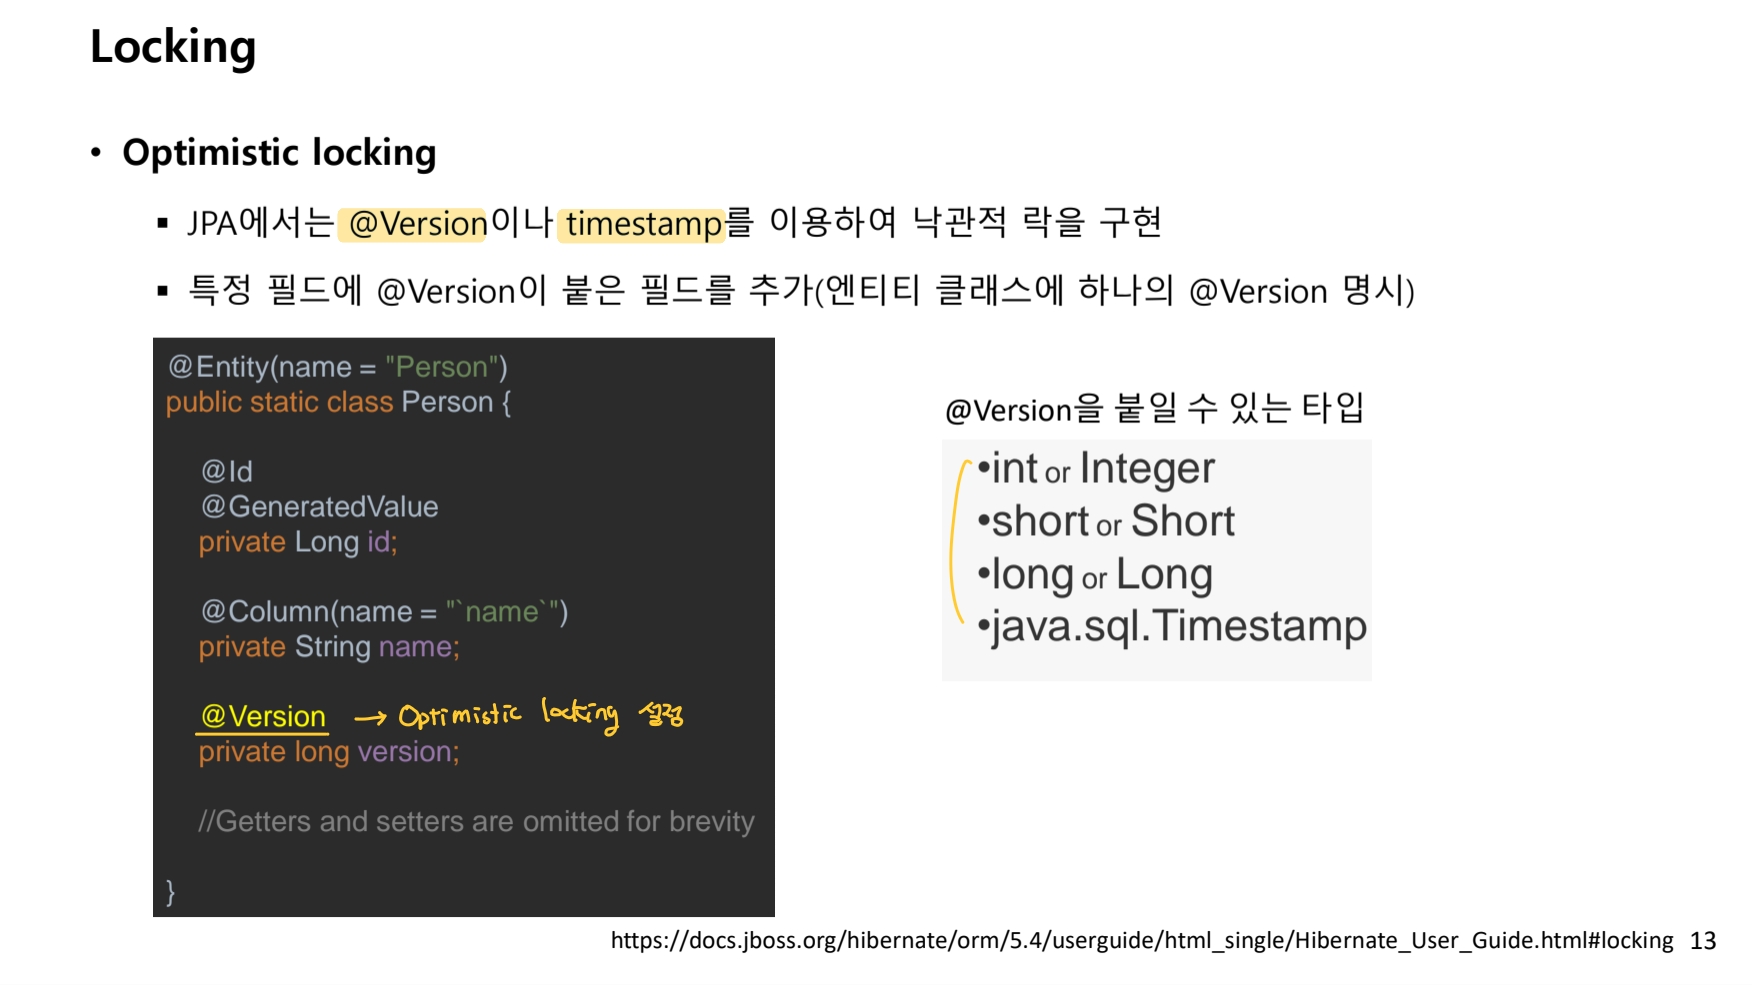 Locking
• Optimistic locking
▪ JPA에서는 @Version이나 timestamp를 이용하여 낙관적 락을 구현
▪ 특정 필드에 @Version이 붙은 필드를 추가(엔티티 클래스에 하나의 @Version 명시)
@Entity(name = "Person")
public static class Person {
@Id
@GeneratedValue
private Long id;
@Column(name = "`name`")
private String name;
@Version → Optimistic locking 설정
private long version;
//Getters and setters are omitted for brevity
}
@Version을 붙일 수 있는 타입
•int or Integer
•short or Short
•long or Long
•java.sql.Timestamp
https://docs.jboss.org/hibernate/orm/5.4/userguide/html_single/Hibernate_User_Guide.html#locking 13